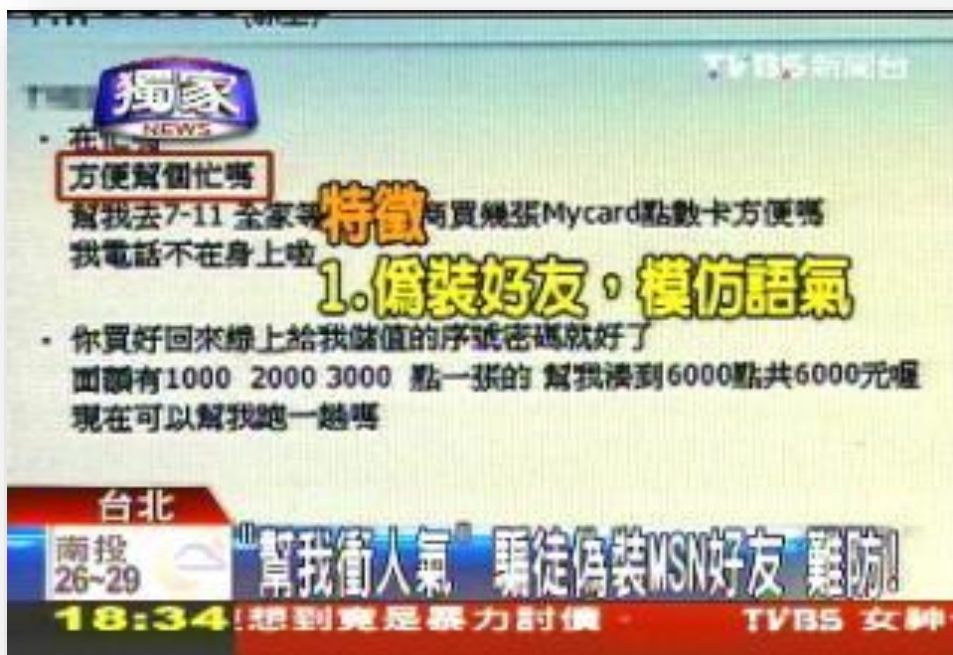 TVBS新聞台
獨家
NEWS
在忙嗎
方便幫個忙嗎
幫我去7-11 全家等 商買幾張Mycard點數卡方便嗎
我電話不在身上啦
特徵
1.偽裝好友，模仿語氣
你買好回來線上給我儲值的序號密碼就好了
面額有1000 2000 3000 點一張的 幫我湊到6000點共6000元喔
現在可以幫我跑一趟嗎
台北
南投
26~29
"幫我衝人氣" 騙徒偽裝MSN好友 難防!
18:34
想到竟是暴力討債
TVBS 女神